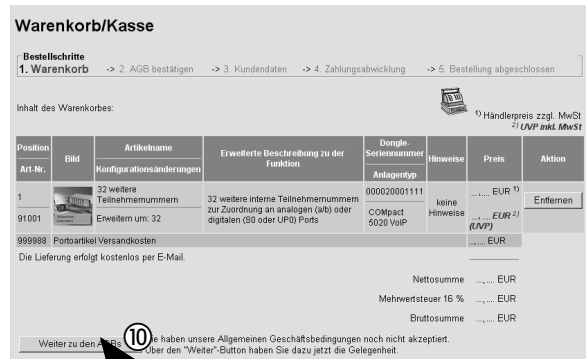 Warenkorb/Kasse
Bestellschritte
1. Warenkorb -> 2. AGB bestätigen -> 3. Kundendaten -> 4. Zahlungsabwicklung -> 5. Bestellung abgeschlossen
Inhalt des Warenkorbes:
1) Händlerpreis zzgl. MwSt
2) UVP inkl. MwSt
Position Bild Artikelname Erweiterte Beschreibung zu der Funktion Dongle-Seriennummer Hinweise Preis Aktion
Art-Nr. Konfigurationsänderungen Anlagentyp
1 32 weitere Teilnehmernummern 32 weitere interne Teilnehmernummern zur Zuordnung an analogen (a/b) oder digitalen (S0 oder UP0) Ports 000020001111 keine Hinweise ...,.... EUR 1) Entfernen
91001 Erweitern um: 32 COMpact 5020 VoIP ...,.... EUR 2) (UVP)
999988 Portoartikel Versandkosten ...,.... EUR
Die Lieferung erfolgt kostenlos per E-Mail.
Nettosumme ...,.... EUR
Mehrwertsteuer 16 % ...,.... EUR
Bruttosumme ...,.... EUR
Weiter zu den AGBs 10 Sie haben unsere Allgemeinen Geschäftsbedingungen noch nicht akzeptiert.
Über den "Weiter"-Button haben Sie dazu jetzt die Gelegenheit.